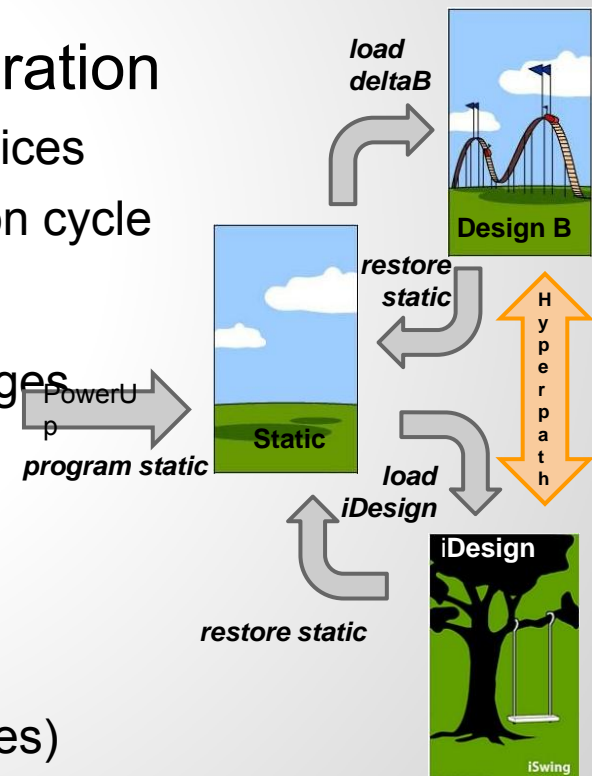 ration
ices
on cycle
ges
es)
load
deltaB
Design B
restore
static
H
y
p
e
r
p
a
t
h
PowerU
p
program static
Static
load
iDesign
restore static
iDesign
iSwing